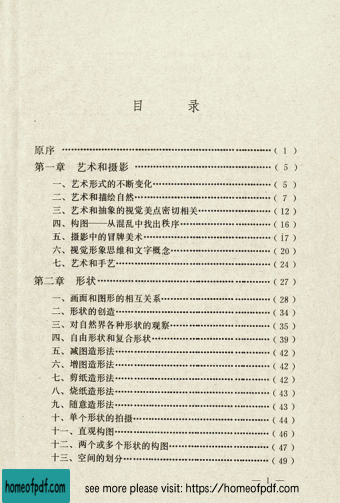 目 录
原序 ……………………………………………( 1 )
第一章 艺术和摄影 ……………………………( 5 )
一、艺术形式的不断变化………………………( 5 )
二、艺术和描绘自然……………………………( 7 )
三、艺术和抽象的视觉美点密切相关…………(12)
四、构图——从混乱中找出秩序………………(16)
五、摄影中的冒牌美术…………………………(17)
六、视觉形象思维和文字概念…………………(20)
七、艺术和手艺…………………………………(24)
第二章 形状……………………………………(27)
一、画面和图形的相互关系……………………(28)
二、形状的创造…………………………………(34)
三、对自然界各种形状的观察…………………(35)
四、自由形状和复合形状………………………(39)
五、减图造形法…………………………………(42)
六、增图造形法…………………………………(42)
七、剪纸造形法…………………………………(42)
八、烧纸造形法…………………………………(43)
九、随意造形法…………………………………(43)
十、单个形状的拍摄……………………………(44)
十一、直观构图…………………………………(46)
十二、两个或多个形状的构图…………………(47)
十三、空间的划分………………………………(49)
— 1 —
homeofpdf.com
see more please visit: https://homeofpdf.com